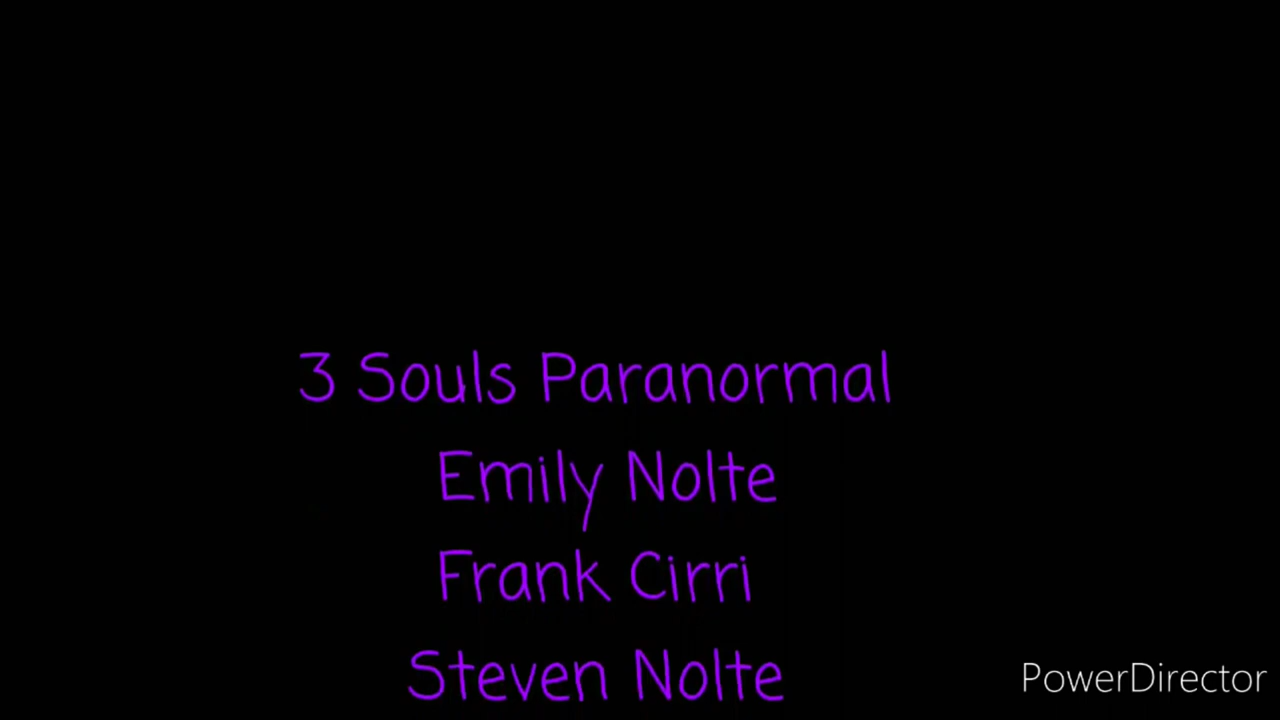 3 Souls Paranormal
Emily Nolte
Frank Cirri
Steven Nolte
PowerDirector